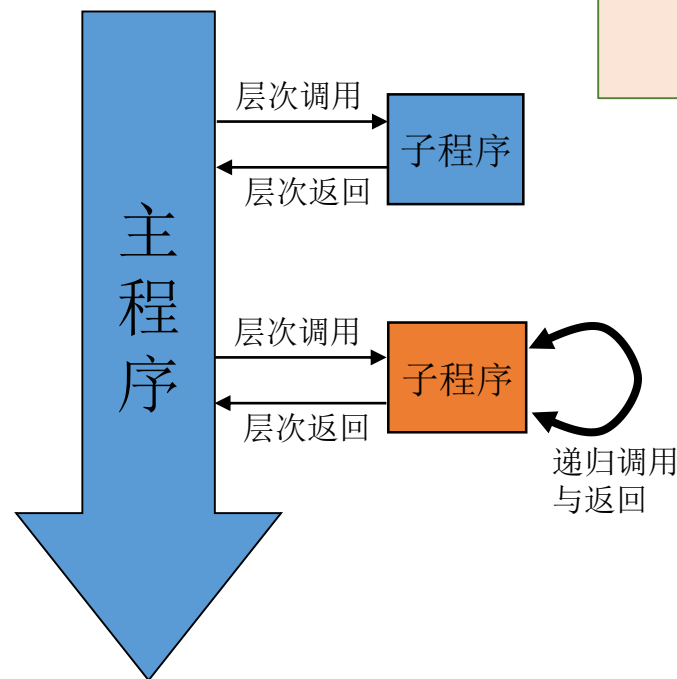 层次调用
子程序
层次返回
主
程
序
层次调用
子程序
层次返回
递归调用
与返回